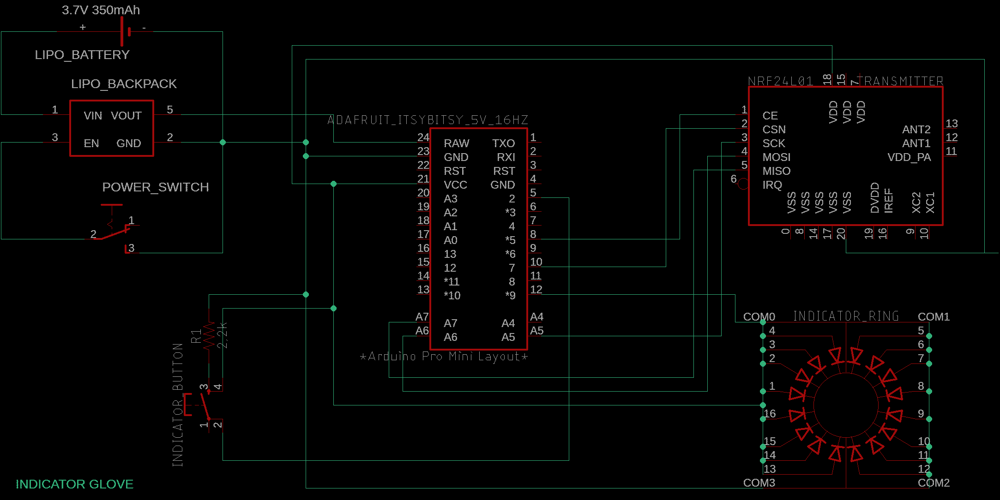 3.7V 350mAh
+ -
LIPO_BATTERY
LIPO_BACKPACK
1 VIN VOUT 5
3 EN GND 2
POWER_SWITCH
1
2
3
R1
2,2K
INDICATOR_BUTTON
3 4
1 2
INDICATOR GLOVE
ADAFRUIT_ITSYBITSY_5V_16HZ
24 RAW TXO 1
23 GND RXI 2
22 RST RST 3
21 VCC GND 4
20 A3 2 5
19 A2 *3 6
18 A1 4 7
17 A0 *5 8
16 13 *6 9
15 12 7 10
14 *11 8 11
13 *10 *9 12
A7 A7 A4 A4
A6 A6 A5 A5
*Arduino Pro Mini Layout*
NRF24L01 TRANSMITTER
18 15 7
VDD VDD VDD
1 CE
2 CSN ANT2 13
3 SCK ANT1 12
4 MOSI VDD_PA 11
5 MISO
6 IRQ
VSS VSS VSS VSS VSS DVDD IREF XC2 XC1
0 8 14 17 20 19 16 9 10
COM0 INDICATOR_RING COM1
4 5
3 6
2 7
1 8
16 9
15 10
14 11
13 12
COM3 COM2